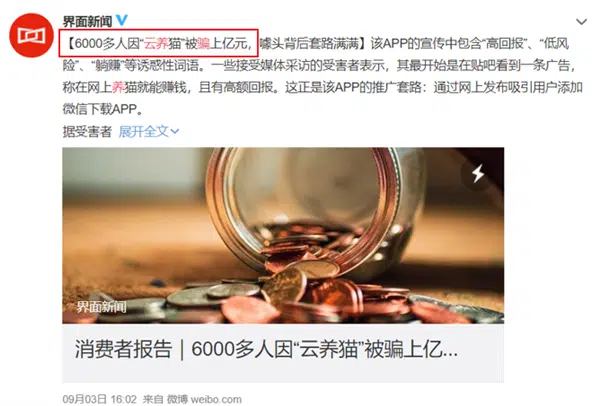 界面新闻
【6000多人因“云养猫”被骗上亿元，噱头背后套路满满】该APP的宣传中包含“高回报”、“低风
险”、“躺赚”等诱惑性词语。一些接受媒体采访的受害者表示，其最开始是在贴吧看到一条广告，
称在网上养猫就能赚钱，且有高额回报。这正是该APP的推广套路：通过网上发布吸引用户添加
微信下载APP。
据受害者 展开全文
界面新闻
消费者报告｜6000多人因“云养猫”被骗上亿...
09月03日 16:02 来自 微博 weibo.com